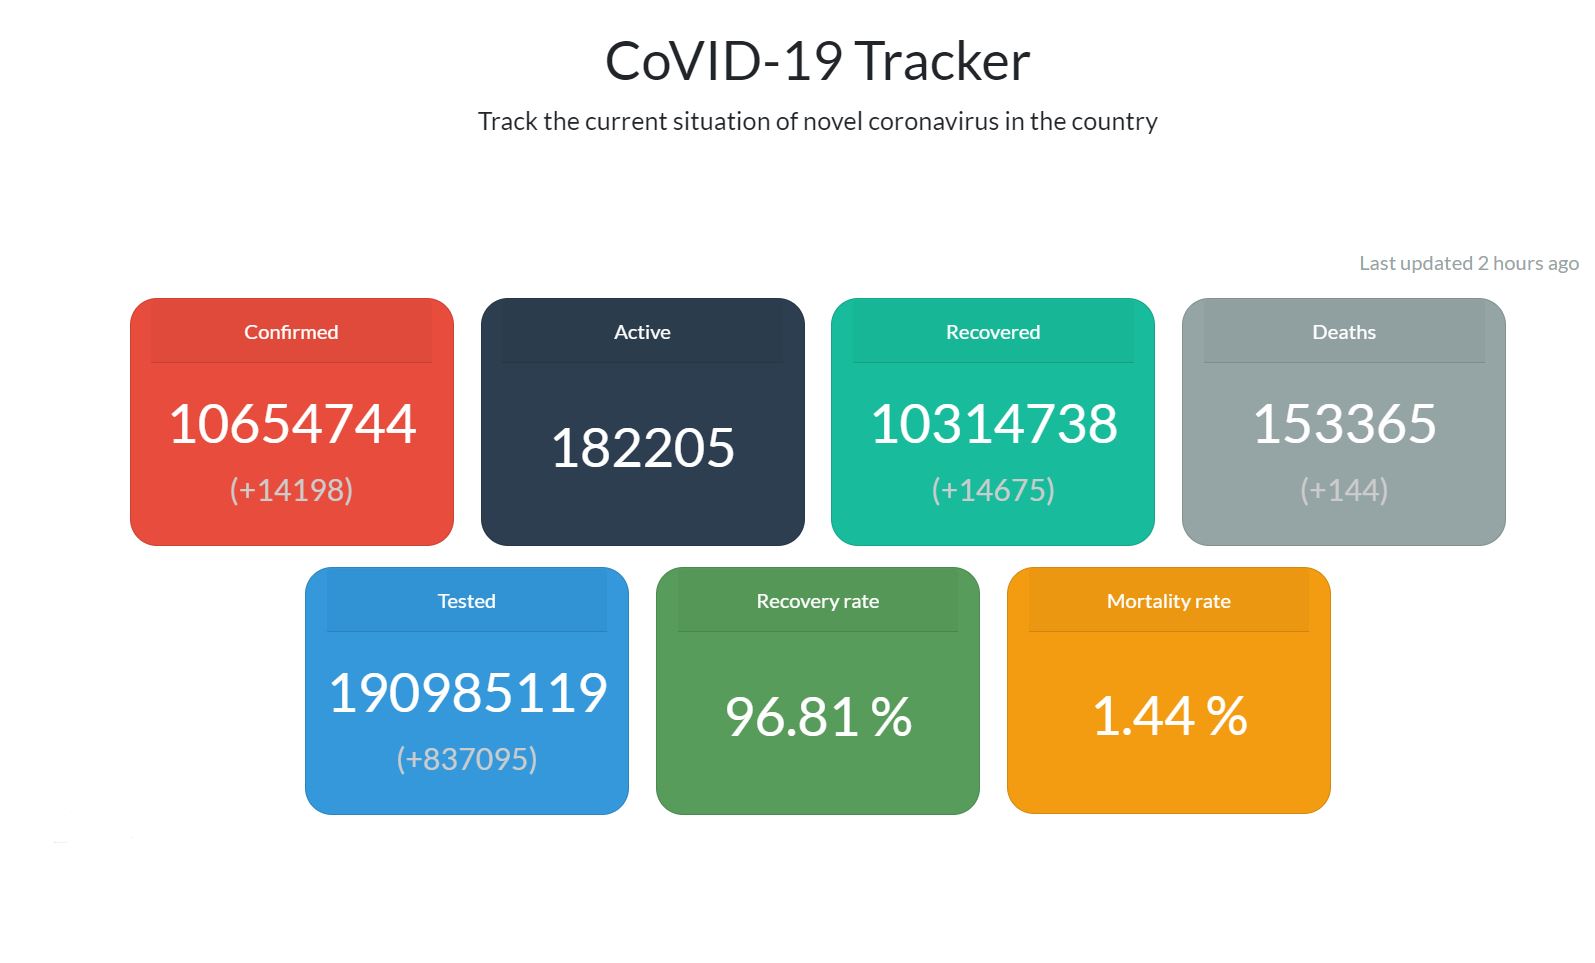 CoVID-19 Tracker
Track the current situation of novel coronavirus in the country
Last updated 2 hours ago
Confirmed
10654744
(+14198)
Active
182205
Recovered
10314738
(+14675)
Deaths
153365
(+144)
Tested
190985119
(+837095)
Recovery rate
96.81 %
Mortality rate
1.44 %